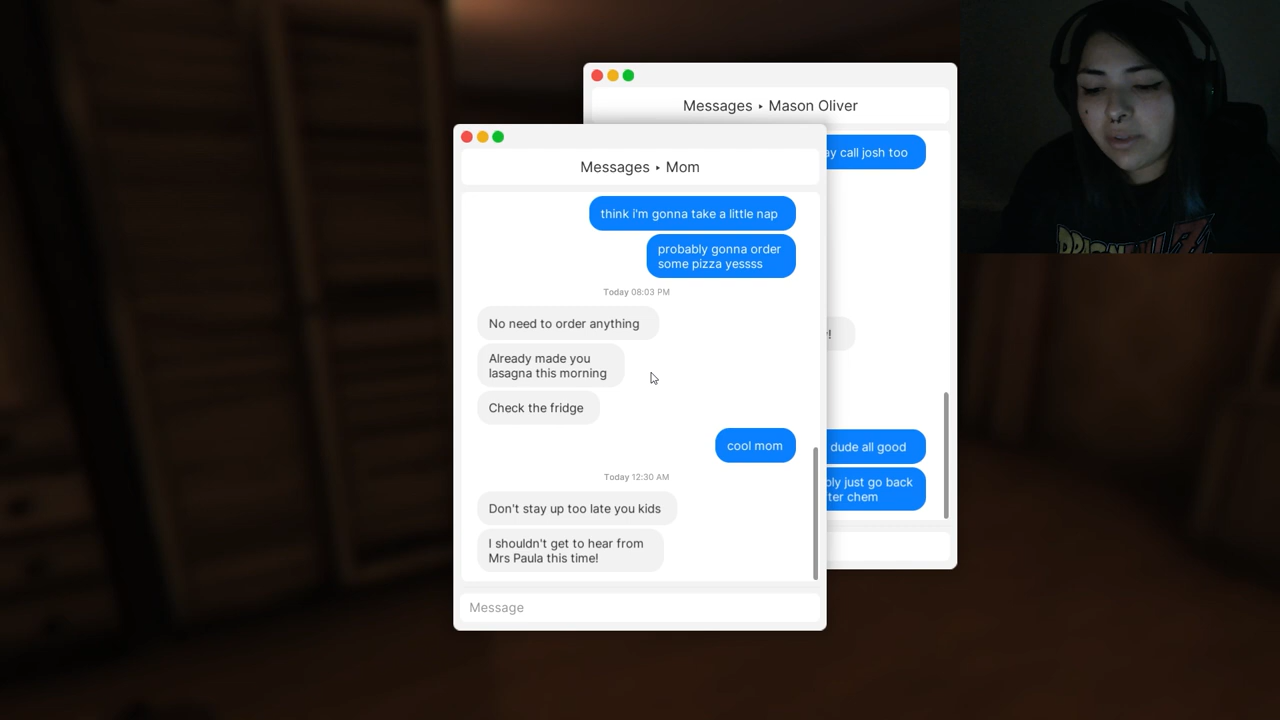 Messages ‣ Mason Oliver
call josh too
dude all good
just go back
chem
Messages ‣ Mom
think i'm gonna take a little nap
probably gonna order
some pizza yessss
Today 08:03 PM
No need to order anything
Already made you
lasagna this morning
Check the fridge
cool mom
Today 12:30 AM
Don't stay up too late you kids
I shouldn't get to hear from
Mrs Paula this time!
Message